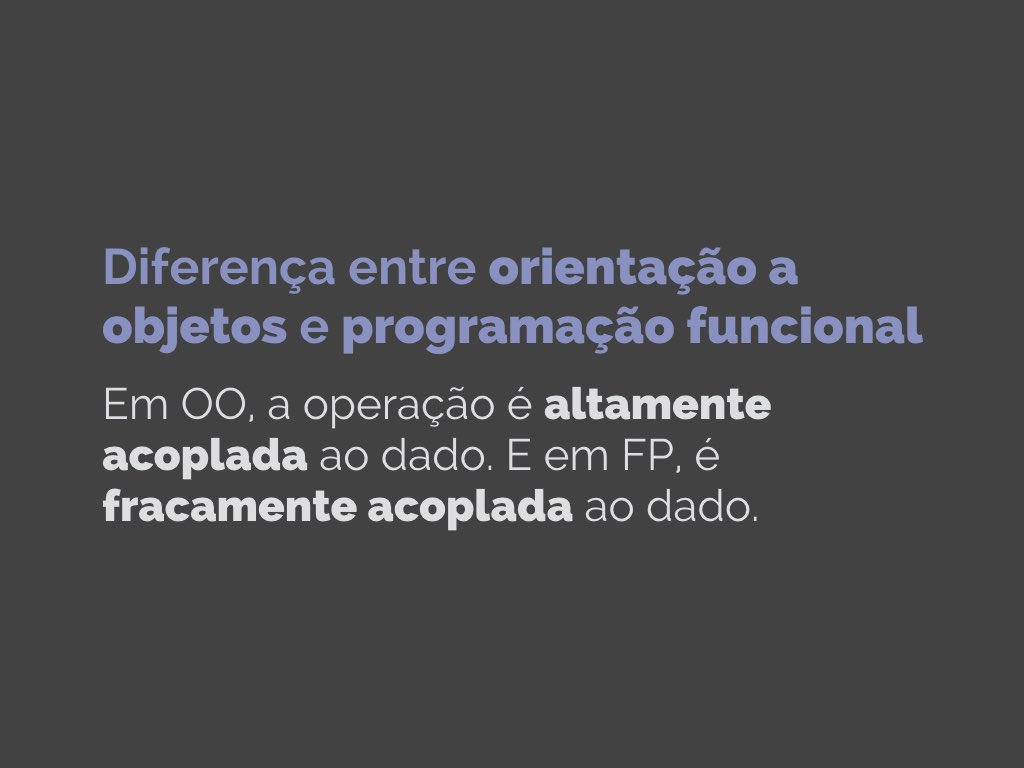 Diferença entre orientação a
objetos e programação funcional
Em OO, a operação é altamente
acoplada ao dado. E em FP, é
fracamente acoplada ao dado.